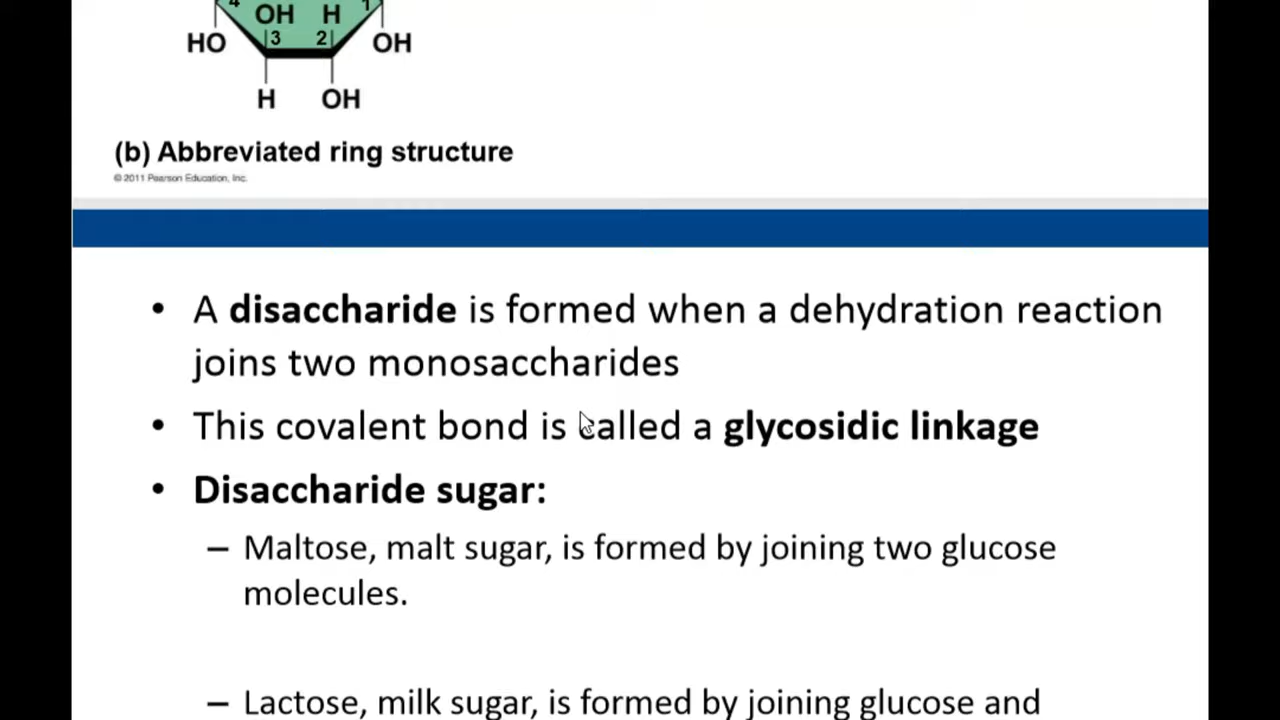 4 OH H 1
HO 3 2 OH
H OH
(b) Abbreviated ring structure
© 2011 Pearson Education, Inc.
• A disaccharide is formed when a dehydration reaction
joins two monosaccharides
• This covalent bond is called a glycosidic linkage
• Disaccharide sugar:
– Maltose, malt sugar, is formed by joining two glucose
molecules.
– Lactose, milk sugar, is formed by joining glucose and